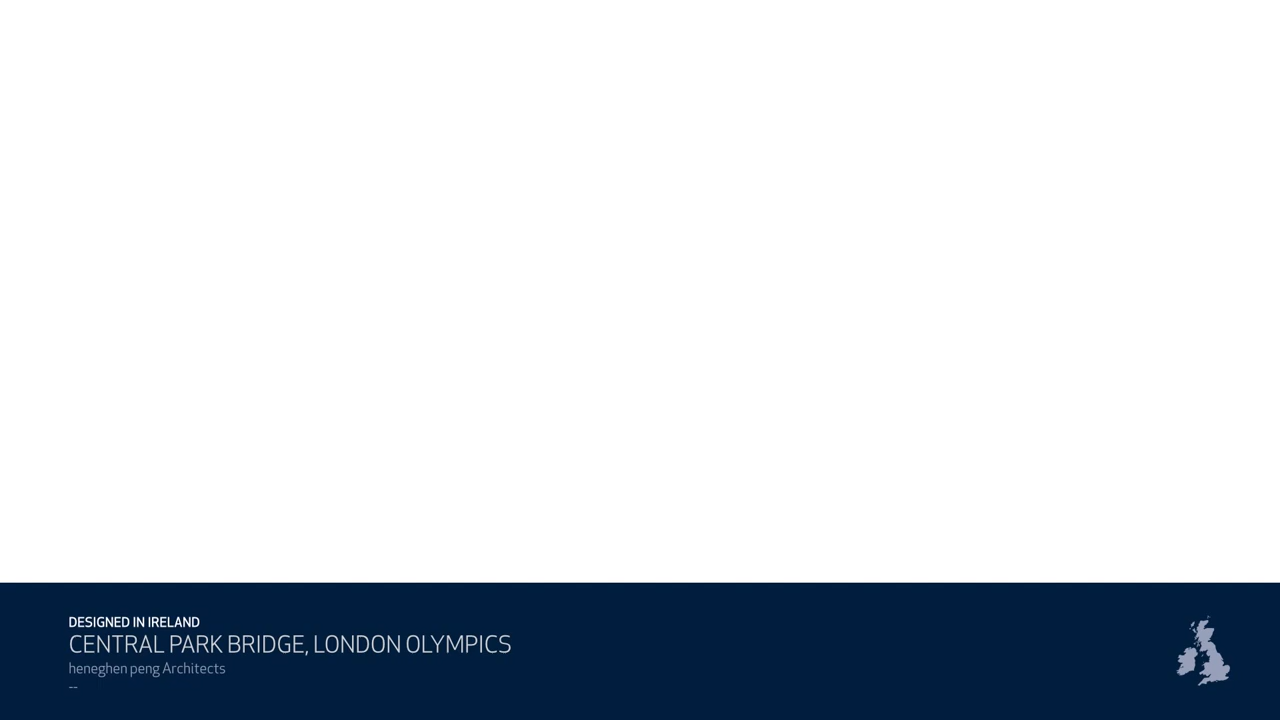 DESIGNED IN IRELAND
CENTRAL PARK BRIDGE, LONDON OLYMPICS
heneghen peng Architects
--